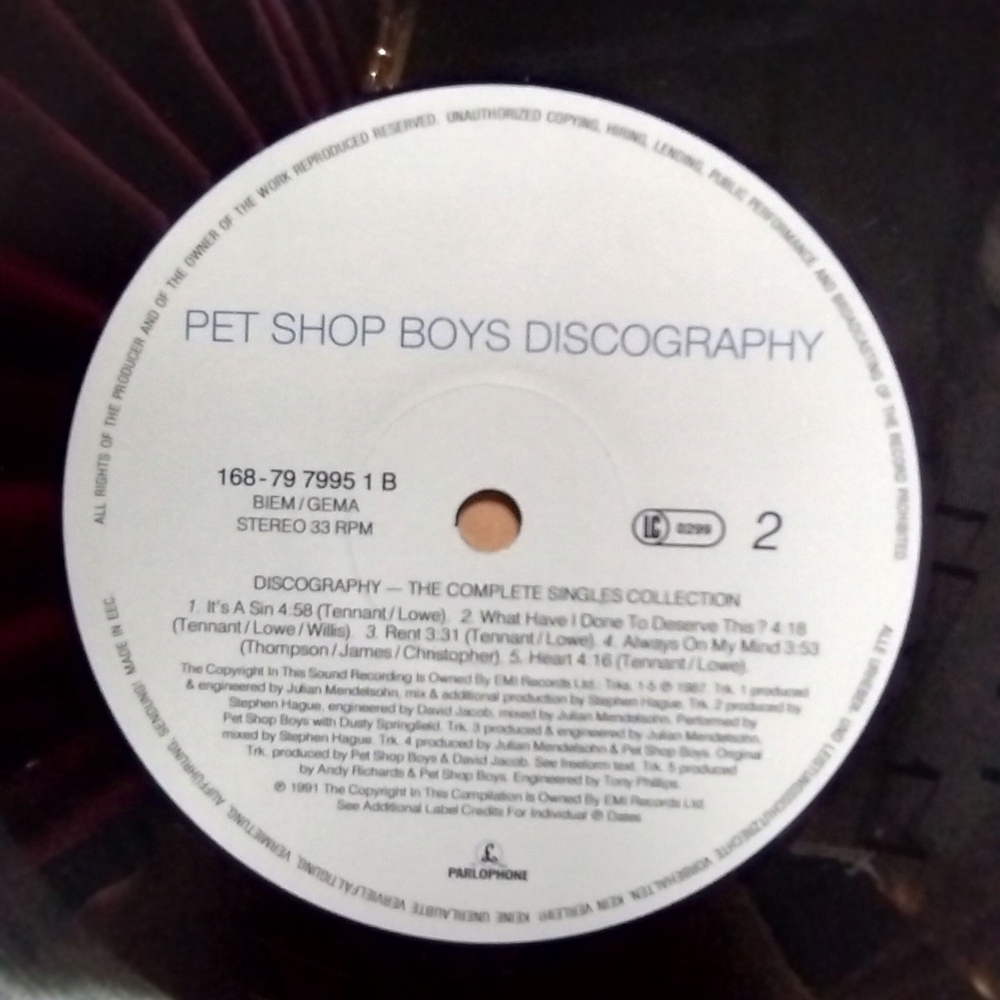 ALL RIGHTS OF THE PRODUCER AND OF THE OWNER OF THE WORK REPRODUCED RESERVED. UNAUTHORIZED COPYING, HIRING, LENDING, PUBLIC PERFORMANCE AND BROADCASTING OF THE RECORD PROHIBITED
PET SHOP BOYS DISCOGRAPHY
168-79 7995 1 B
BIEM/GEMA
STEREO 33 RPM
LC 0299
2
DISCOGRAPHY — THE COMPLETE SINGLES COLLECTION
1. It's A Sin 4:58 (Tennant/Lowe). 2 What Have I Done To Deserve This? 4:18
(Tennant/Lowe/Willis). 3. Rent 3:31 (Tennant/Lowe). 4. Always On My Mind 3:53
(Thompson/James/Christopher). 5. Heart 4:16 (Tennant/Lowe).
The Copyright In This Sound Recording Is Owned By EMI Records Ltd. Trks. 1-5 ℗ 1987. Trk. 1 produced
& engineered by Julian Mendelsohn, mix & additional production by Stephen Hague. Trk. 2 produced by
Stephen Hague, engineered by David Jacob, mixed by Julian Mendelsohn. Performed by
Pet Shop Boys with Dusty Springfield. Trk. 3 produced & engineered by Julian Mendelsohn,
mixed by Stephen Hague. Trk. 4 produced by Julian Mendelsohn & Pet Shop Boys. Original
Trk. produced by Pet Shop Boys & David Jacob. See freeform text. Trk. 5 produced
by Andy Richards & Pet Shop Boys. Engineered by Tony Phillips.
℗ 1991 The Copyright In This Compilation Is Owned By EMI Records Ltd.
See Additional Label Credits For Individual ℗ Dates
£
PARLOPHONE
ALLE URHEBER- UND LEISTUNGSSCHUTZRECHTE VORBEHALTEN. KEIN VERLEIH! KEINE UNERLAUBTE VERVIELFÄLTIGUNG, VERMIETUNG, AUFFÜHRUNG, SENDUNG! MADE IN EEC.